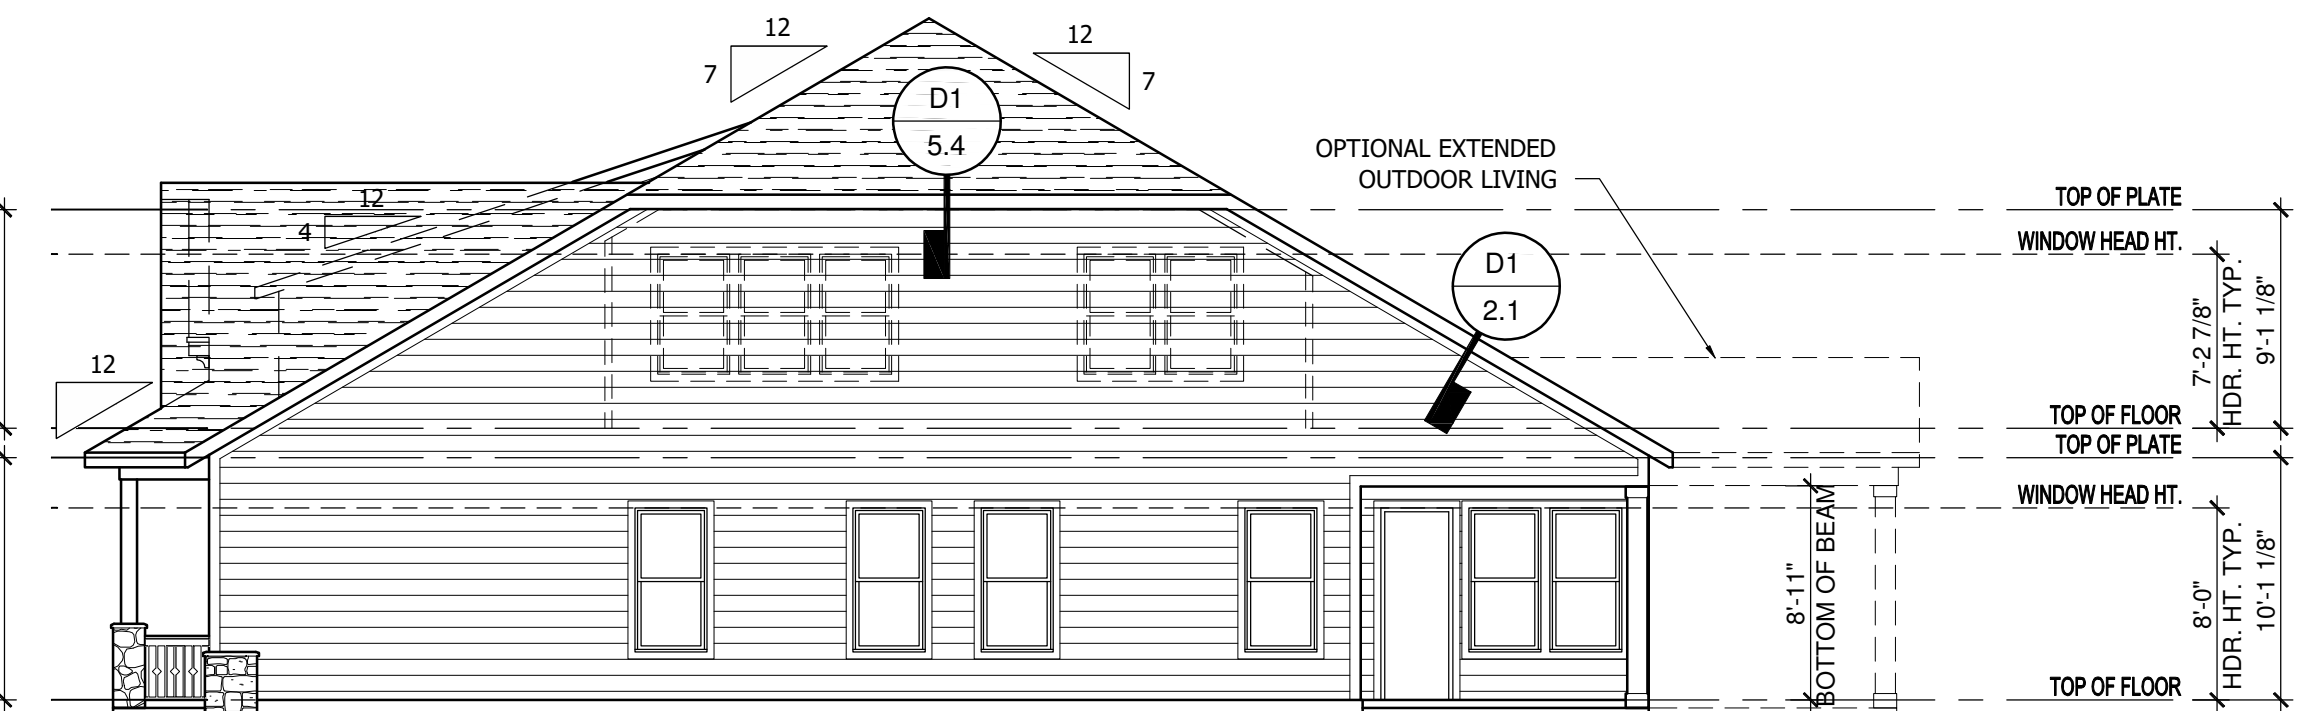 12
7
12
7
D1
5.4
OPTIONAL EXTENDED
OUTDOOR LIVING
12
4
12
D1
2.1
TOP OF PLATE
WINDOW HEAD HT.
7'-2 7/8"
HDR. HT. TYP.
9'-1 1/8"
TOP OF FLOOR
TOP OF PLATE
WINDOW HEAD HT.
8'-11"
BOTTOM OF BEAM
8'-0"
HDR. HT. TYP.
10'-1 1/8"
TOP OF FLOOR